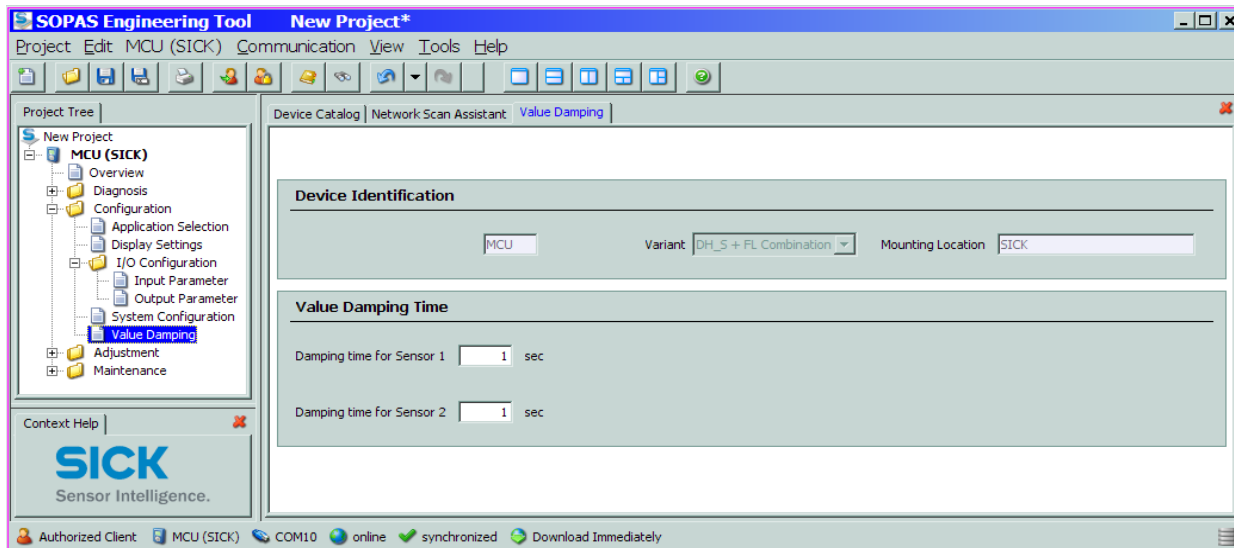 SOPAS Engineering Tool New Project*
Project Edit MCU (SICK) Communication View Tools Help
Project Tree
New Project
MCU (SICK)
Overview
Diagnosis
Configuration
Application Selection
Display Settings
I/O Configuration
Input Parameter
Output Parameter
System Configuration
Value Damping
Adjustment
Maintenance
Context Help
SICK
Sensor Intelligence.
Device Catalog Network Scan Assistant Value Damping
Device Identification
MCU Variant DH_S + FL Combination Mounting Location SICK
Value Damping Time
Damping time for Sensor 1 1 sec
Damping time for Sensor 2 1 sec
Authorized Client MCU (SICK) COM10 online synchronized Download Immediately